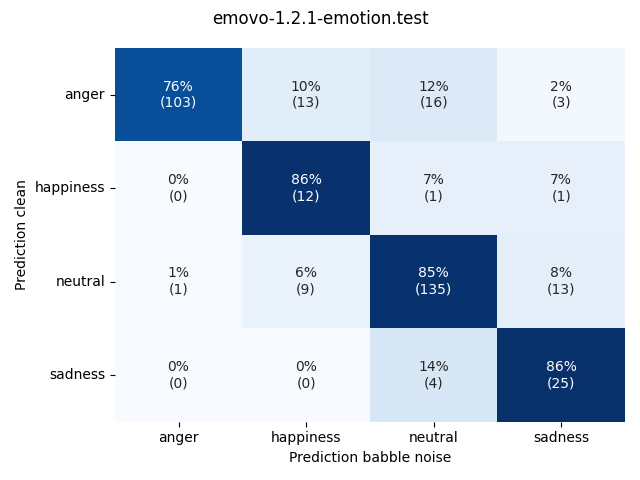 emovo-1.2.1-emotion.test
Prediction clean
anger
76%
(103)
10%
(13)
12%
(16)
2%
(3)
happiness
0%
(0)
86%
(12)
7%
(1)
7%
(1)
neutral
1%
(1)
6%
(9)
85%
(135)
8%
(13)
sadness
0%
(0)
0%
(0)
14%
(4)
86%
(25)
anger
happiness
neutral
sadness
Prediction babble noise